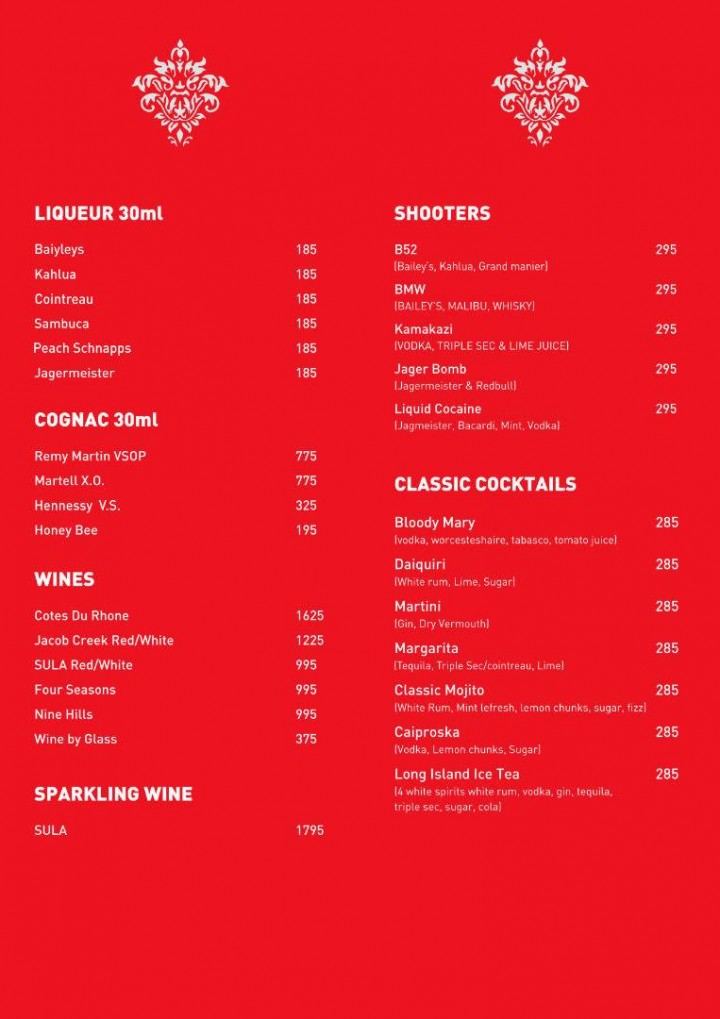 LIQUEUR 30ml
Baiyleys 185
Kahlua 185
Cointreau 185
Sambuca 185
Peach Schnapps 185
Jagermeister 185
COGNAC 30ml
Remy Martin VSOP 775
Martell X.O. 775
Hennessy V.S. 325
Honey Bee 195
WINES
Cotes Du Rhone 1625
Jacob Creek Red/White 1225
SULA Red/White 995
Four Seasons 995
Nine Hills 995
Wine by Glass 375
SPARKLING WINE
SULA 1795
SHOOTERS
B52 295
(Bailey's, Kahlua, Grand manier)
BMW 295
(BAILEY'S, MALIBU, WHISKY)
Kamakazi 295
(VODKA, TRIPLE SEC & LIME JUICE)
Jager Bomb 295
(Jagermeister & Redbull)
Liquid Cocaine 295
(Jagmeister, Bacardi, Mint, Vodka)
CLASSIC COCKTAILS
Bloody Mary 285
(vodka, worcesteshaire, tabasco, tomato juice)
Daiquiri 285
(White rum, Lime, Sugar)
Martini 285
(Gin, Dry Vermouth)
Margarita 285
(Tequila, Triple Sec/cointreau, Lime)
Classic Mojito 285
(White Rum, Mint lefresh, lemon chunks, sugar, fizz)
Caiproska 285
(Vodka, Lemon chunks, Sugar)
Long Island Ice Tea 285
(4 white spirits white rum, vodka, gin, tequila,
triple sec, sugar, cola)